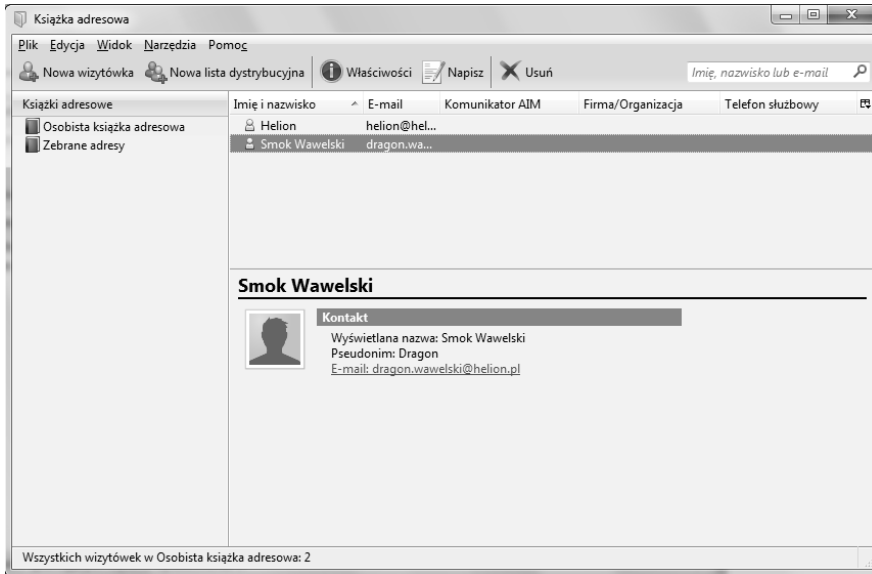 Książka adresowa
Plik Edycja Widok Narzędzia Pomoc
Nowa wizytówka Nowa lista dystrybucyjna Właściwości Napisz Usuń Imię, nazwisko lub e-mail
Książki adresowe Imię i nazwisko E-mail Komunikator AIM Firma/Organizacja Telefon służbowy
Osobista książka adresowa Helion helion@hel...
Zebrane adresy Smok Wawelski dragon.wa...
Smok Wawelski
Kontakt
Wyświetlana nazwa: Smok Wawelski
Pseudonim: Dragon
E-mail: dragon.wawelski@helion.pl
Wszystkich wizytówek w Osobista książka adresowa: 2